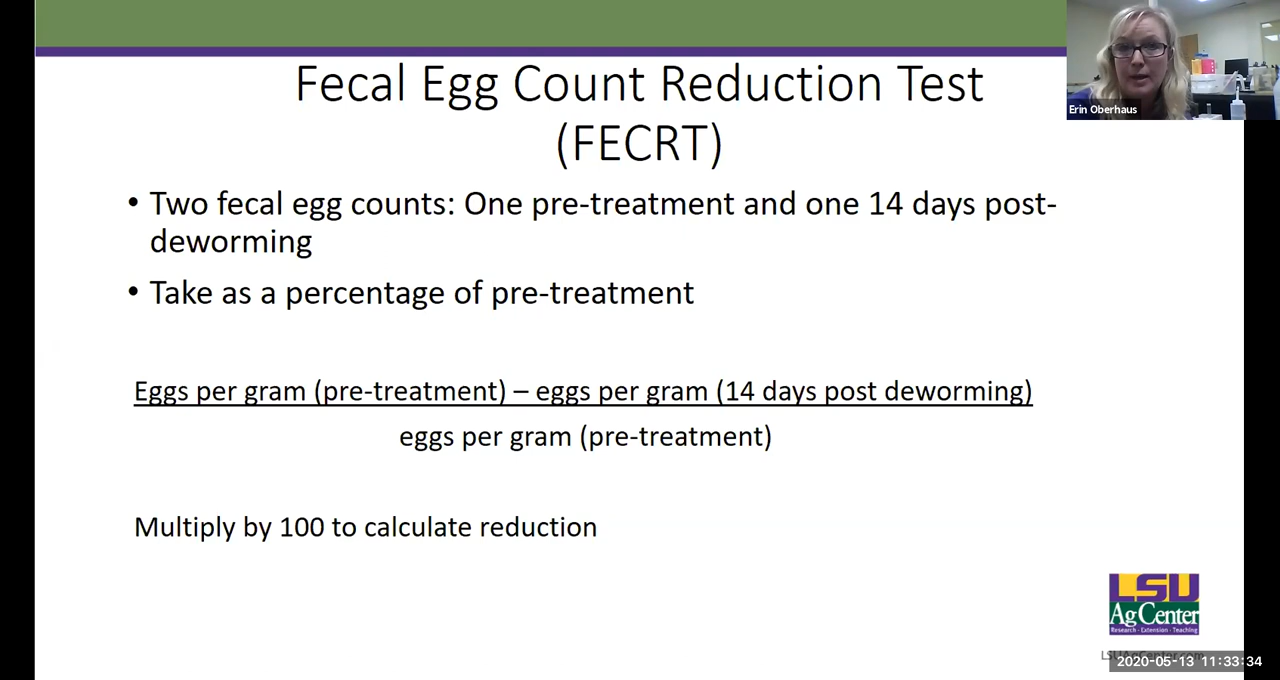 Fecal Egg Count Reduction Test
(FECRT)
Erin Oberhaus
• Two fecal egg counts: One pre-treatment and one 14 days post-
deworming
• Take as a percentage of pre-treatment
Eggs per gram (pre-treatment) – eggs per gram (14 days post deworming)
eggs per gram (pre-treatment)
Multiply by 100 to calculate reduction
LSU
AgCenter
Research · Extension · Teaching
LSUAgCenter.com
2020-05-13 11:33:34